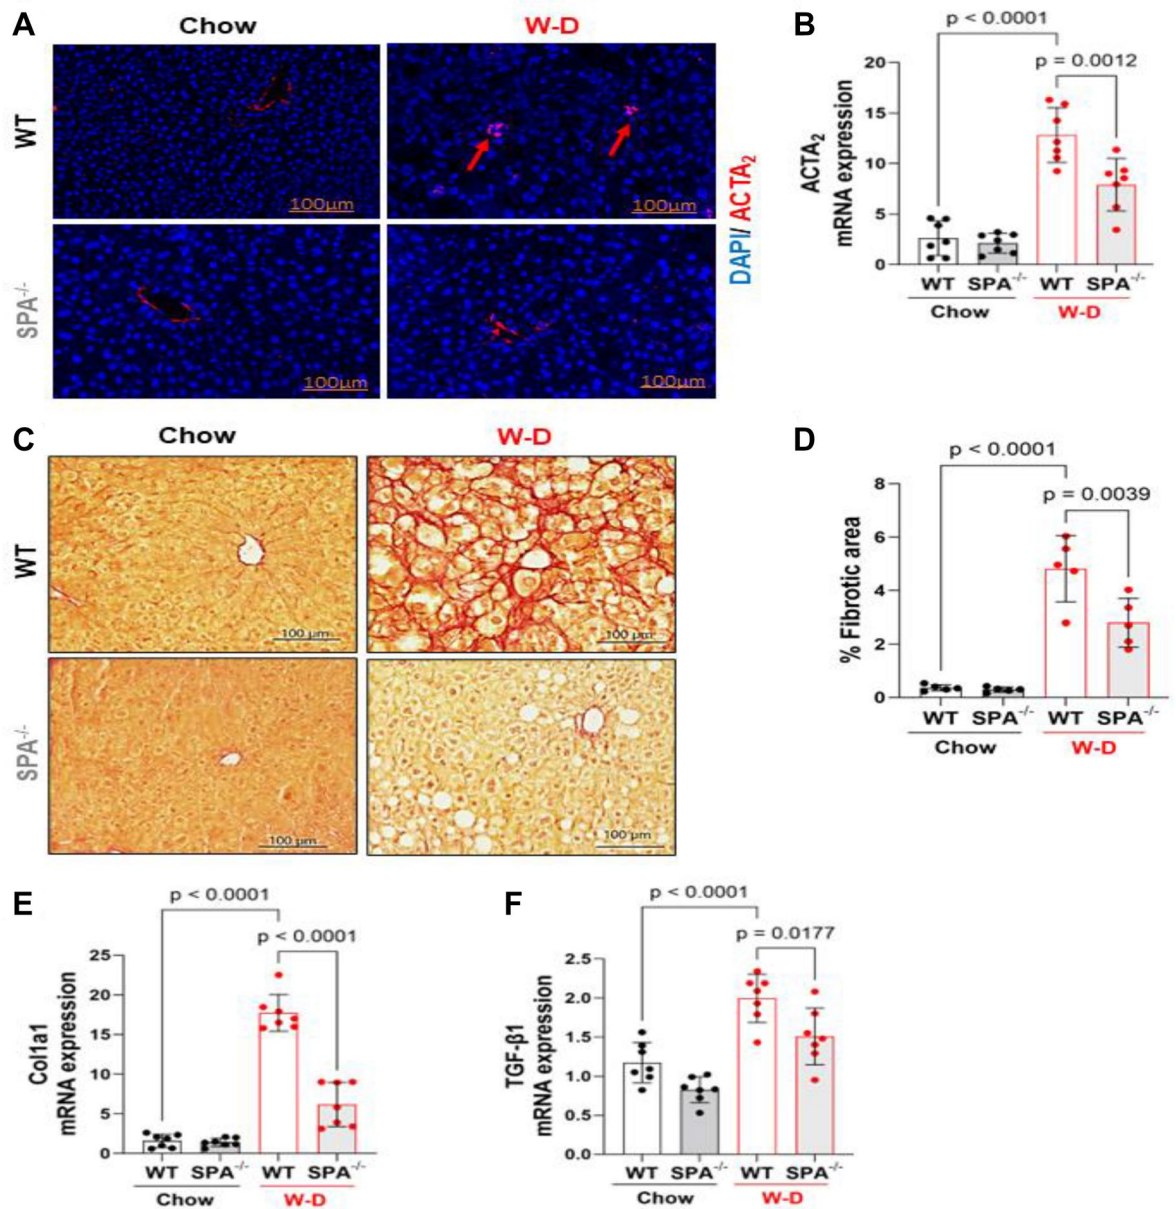 A
Chow
W-D
WT
100µm
100µm
SPA-/-
100µm
100µm
DAPI/ ACTA2
B
p < 0.0001
p = 0.0012
ACTA2
mRNA expression
20
15
10
5
0
WT SPA-/- WT SPA-/-
Chow W-D
C
Chow
W-D
WT
100 µm
100 µm
SPA-/-
100 µm
100 µm
D
p < 0.0001
p = 0.0039
% Fibrotic area
8
6
4
2
0
WT SPA-/- WT SPA-/-
Chow W-D
E
p < 0.0001
p < 0.0001
Col1a1
mRNA expression
25
20
15
10
5
0
WT SPA-/- WT SPA-/-
Chow W-D
F
p < 0.0001
p = 0.0177
TGF-β1
mRNA expression
2.5
2.0
1.5
1.0
0.5
0.0
WT SPA-/- WT SPA-/-
Chow W-D